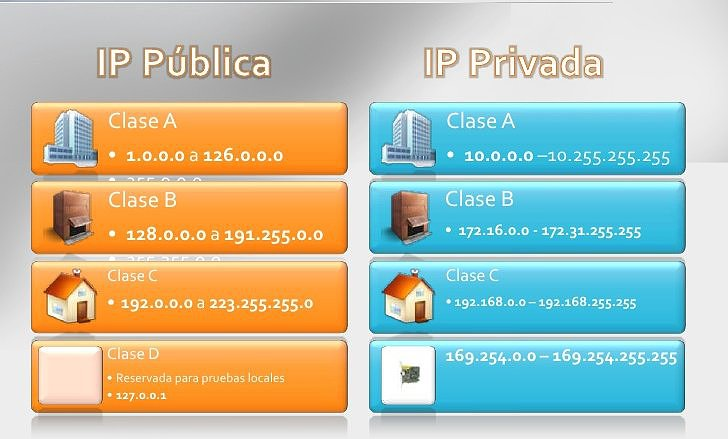 IP Pública
Clase A
• 1.0.0.0 a 126.0.0.0
Clase B
• 128.0.0.0 a 191.255.0.0
Clase C
• 192.0.0.0 a 223.255.255.0
Clase D
• Reservada para pruebas locales
• 127.0.0.1
IP Privada
Clase A
• 10.0.0.0 –10.255.255.255
Clase B
• 172.16.0.0 - 172.31.255.255
Clase C
• 192.168.0.0 – 192.168.255.255
169.254.0.0 – 169.254.255.255